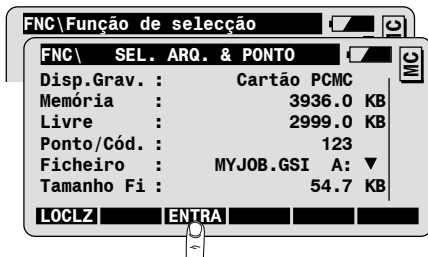 FNC\Função de selecção
FNC\ SEL. ARQ. & PONTO
MC
Disp.Grav. : Cartão PCMC
Memória : 3936.0 KB
Livre : 2999.0 KB
Ponto/Cód. : 123
Ficheiro : MYJOB.GSI A: ▼
Tamanho Fi : 54.7 KB
LOCLZ ENTRA